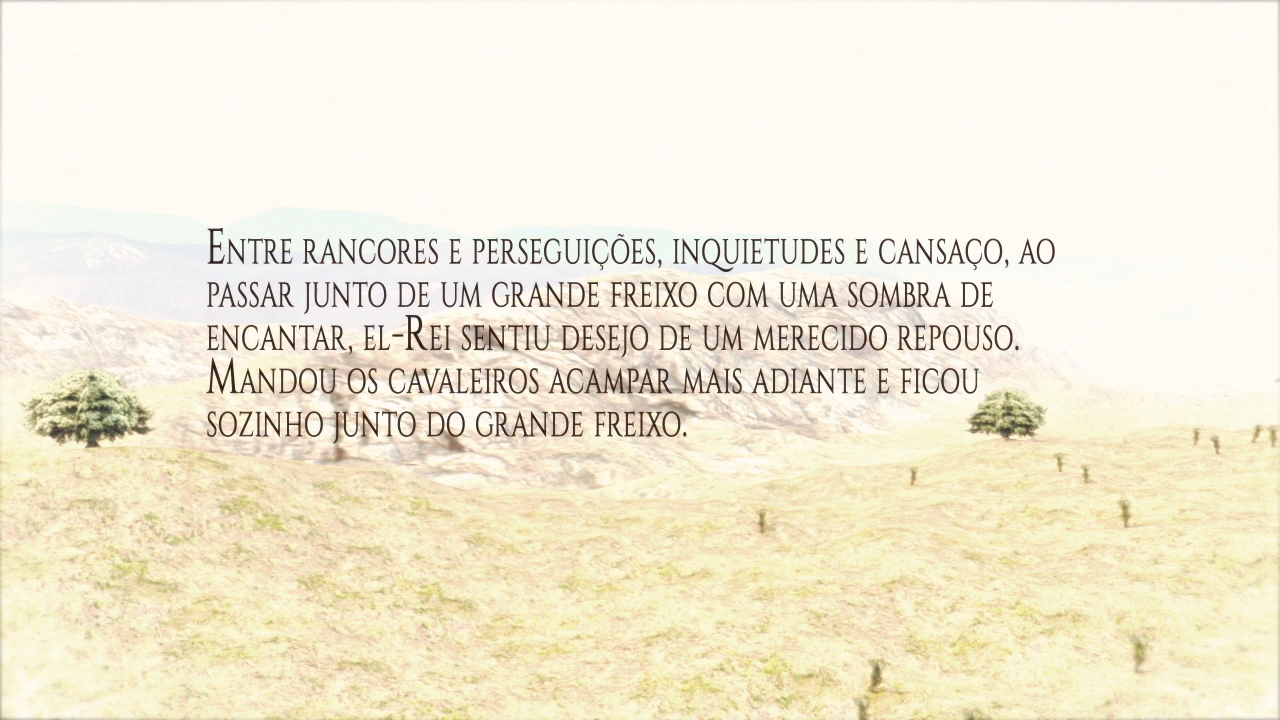 Entre rancores e perseguições, inquietudes e cansaço, ao
passar junto de um grande freixo com uma sombra de
encantar, el-Rei sentiu desejo de um merecido repouso.
Mandou os cavaleiros acampar mais adiante e ficou
sozinho junto do grande freixo.